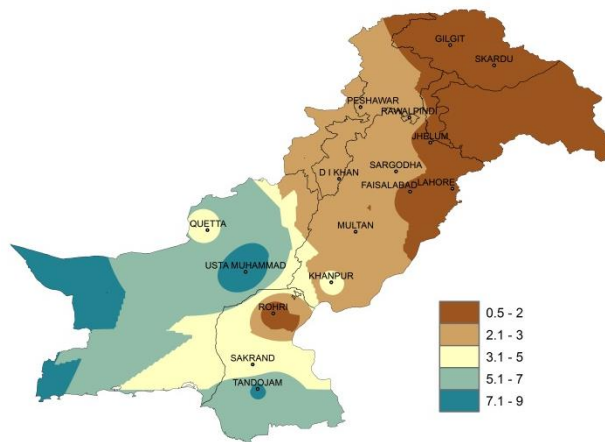 GILGIT
SKARDU
PESHAWAR
RAWALPINDI
JHELUM
SARGODHA
D I KHAN
FAISALABAD
LAHORE
MULTAN
QUETTA
USTA MUHAMMAD
KHANPUR
ROHRI
SAKRAND
TANDOJAM
0.5 - 2
2.1 - 3
3.1 - 5
5.1 - 7
7.1 - 9